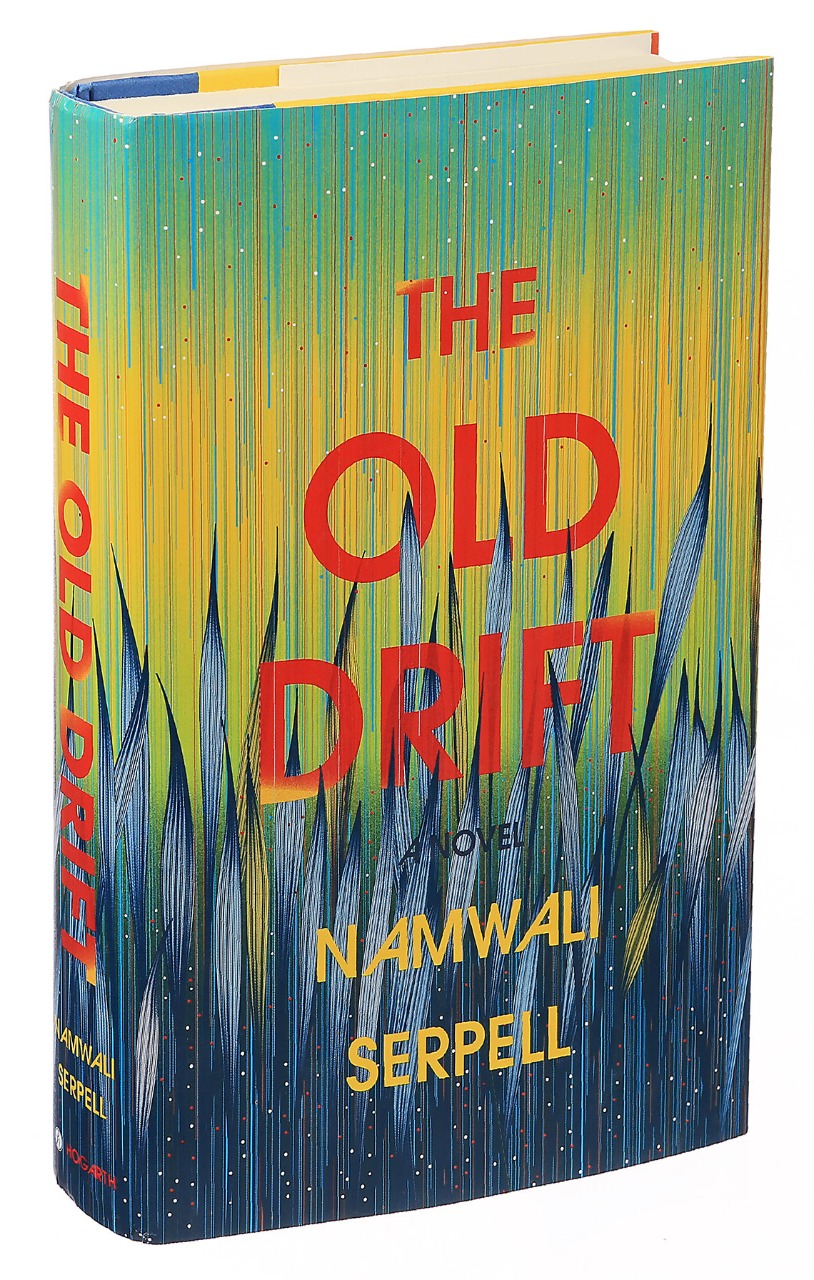 THE
OLD
DRIFT
A NOVEL
NAMWALI
SERPELL
THE OLD DRIFT
NAMWALI
SERPELL
HOGARTH